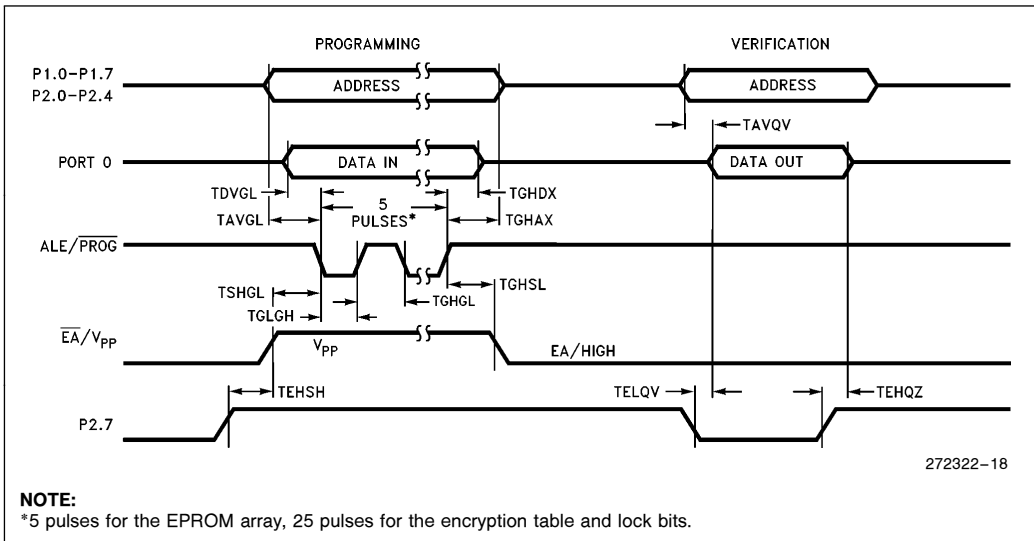 PROGRAMMING VERIFICATION
P1.0–P1.7
P2.0–P2.4
ADDRESS ADDRESS
TAVQV
PORT 0 DATA IN DATA OUT
TDVGL 5 PULSES* TGHDX
TAVGL TGHAX
ALE/PROG
TSHGL TGHGL TGHSL
TGLGH
EA/VPP VPP EA/HIGH
TEHSH TELQV TEHQZ
P2.7
272322–18
NOTE:
*5 pulses for the EPROM array, 25 pulses for the encryption table and lock bits.